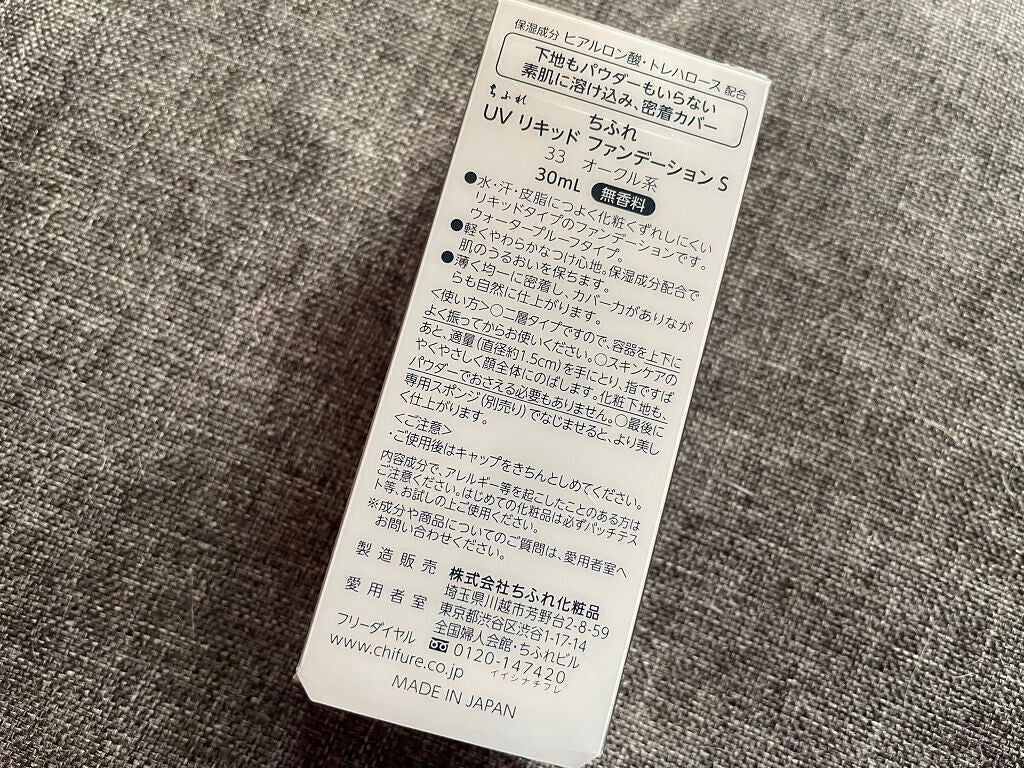 保湿成分 ヒアルロン酸・トレハロース 配合
下地もパウダーもいらない
素肌に溶け込み、密着カバー
ちふれ
ちふれ
UV リキッド ファンデーション S
33 オークル系
30mL 無香料
●水・汗・皮脂につよく化粧くずれしにくい
リキッドタイプのファンデーションです。
ウォータープルーフタイプ。
●軽くやわらかなつけ心地。保湿成分配合で
肌のうるおいを保ちます。
●薄く均一に密着し、カバー力がありなが
らも自然に仕上がります。
<使い方>○二層タイプですので、容器を上下に
よく振ってからお使いください。○スキンケアの
あと、適量(直径約1.5cm)を手にとり、指ですば
やくやさしく顔全体にのばします。化粧下地も、
パウダーでおさえる必要もありません。○最後に
専用スポンジ(別売り)でなじませると、より美し
く仕上がります。
<ご注意>
・ご使用後はキャップをきちんとしめてください。
内容成分で、アレルギー等を起こしたことのある方は
ご注意ください。はじめての化粧品は必ずパッチテス
ト等、お試しの上ご使用ください。
※成分や商品についてのご質問は、愛用者室へ
お問い合わせください。
製造販売 株式会社ちふれ化粧品
埼玉県川越市芳野台2-8-59
愛用者室 東京都渋谷区渋谷1-17-14
全国婦人会館・ちふれビル
フリーダイヤル 0120-147420
イイシナチフレ
www.chifure.co.jp
MADE IN JAPAN